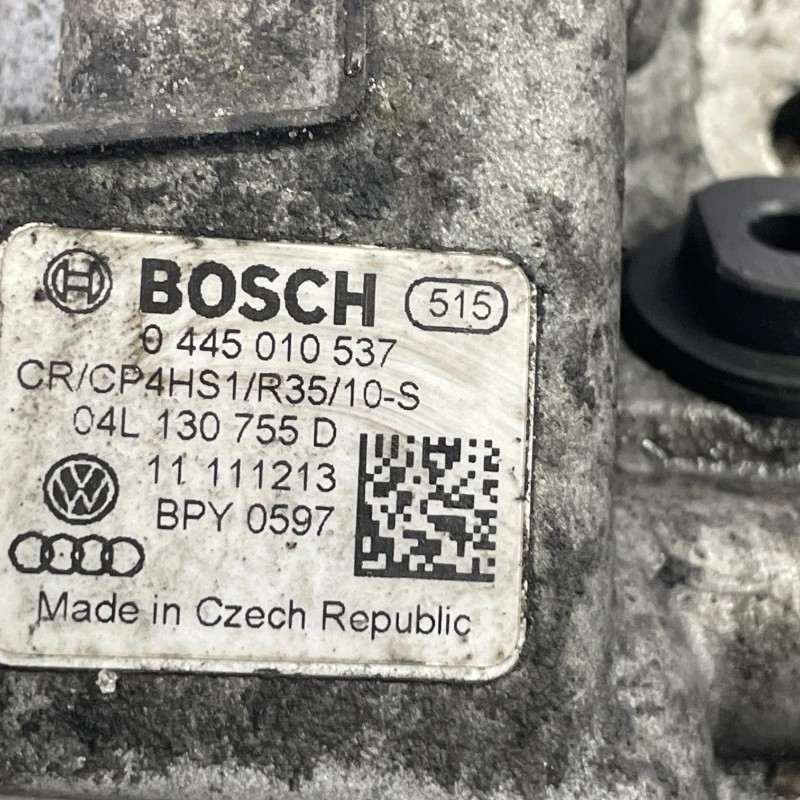 BOSCH 515
0 445 010 537
CR/CP4HS1/R35/10-S
04L 130 755 D
11 111213
BPY 0597
Made in Czech Republic